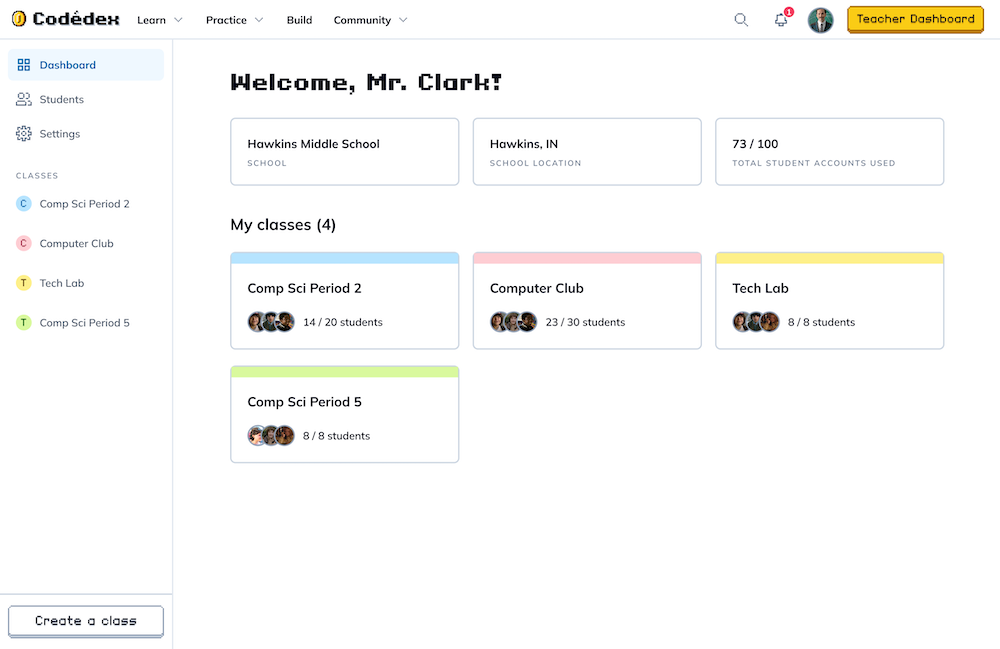 Codédex Learn Practice Build Community 1 Teacher Dashboard
Dashboard
Students
Settings
CLASSES
C Comp Sci Period 2
C Computer Club
T Tech Lab
T Comp Sci Period 5
Create a class
Welcome, Mr. Clark!
Hawkins Middle School
SCHOOL
Hawkins, IN
SCHOOL LOCATION
73 / 100
TOTAL STUDENT ACCOUNTS USED
My classes (4)
Comp Sci Period 2
14 / 20 students
Computer Club
23 / 30 students
Tech Lab
8 / 8 students
Comp Sci Period 5
8 / 8 students